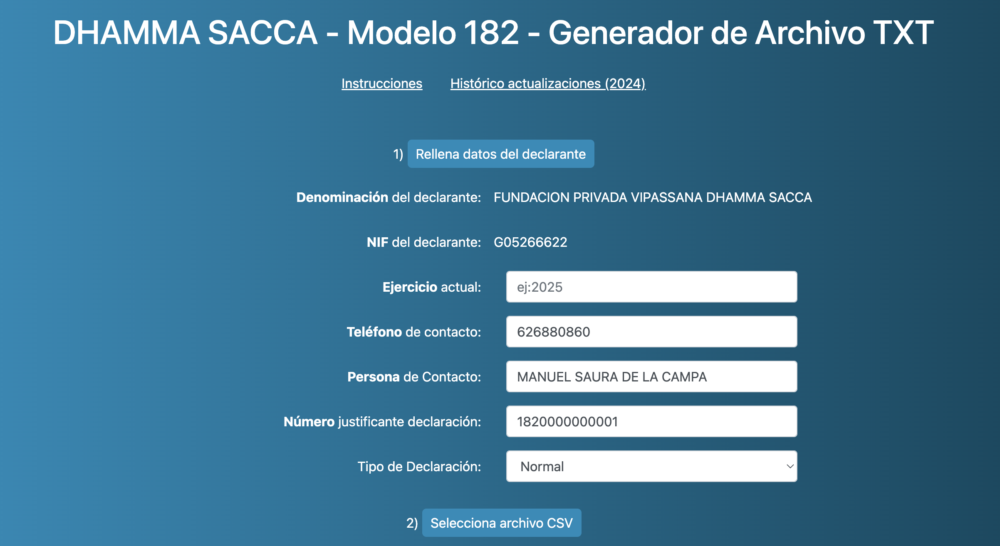 DHAMMA SACCA - Modelo 182 - Generador de Archivo TXT
Instrucciones Histórico actualizaciones (2024)
1) Rellena datos del declarante
Denominación del declarante: FUNDACION PRIVADA VIPASSANA DHAMMA SACCA
NIF del declarante: G05266622
Ejercicio actual: ej:2025
Teléfono de contacto: 626880860
Persona de Contacto: MANUEL SAURA DE LA CAMPA
Número justificante declaración: 1820000000001
Tipo de Declaración: Normal
2) Selecciona archivo CSV